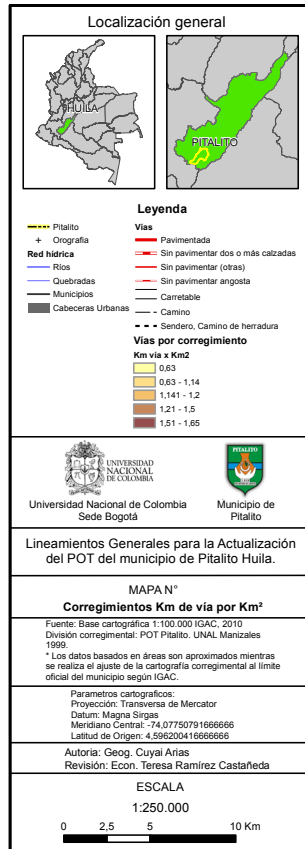 Localización general
HUILA
PITALITO
Leyenda
Pitalito
Orografia
Red hídrica
Ríos
Quebradas
Municipios
Cabeceras Urbanas
Vías
Pavimentada
Sin pavimentar dos o más calzadas
Sin pavimentar (otras)
Sin pavimentar angosta
Carretable
Camino
Sendero, Camino de herradura
Vías por corregimiento
Km vía x Km2
0,63
0,63 - 1,14
1,141 - 1,2
1,21 - 1,5
1,51 - 1,65
UNIVERSIDAD
NACIONAL
DE COLOMBIA
Universidad Nacional de Colombia
Sede Bogotá
PITALITO
Municipio de
Pitalito
Lineamientos Generales para la Actualización
del POT del municipio de Pitalito Huila.
MAPA N°
Corregimientos Km de vía por Km²
Fuente: Base cartográfica 1:100.000 IGAC, 2010
División corregimental: POT Pitalito. UNAL Manizales
1999.
* Los datos basados en áreas son aproximados mientras
se realiza el ajuste de la cartografía corregimental al límite
oficial del municipio según IGAC.
Parametros cartograficos:
Proyección: Transversa de Mercator
Datum: Magna Sirgas
Meridiano Central: -74,07750791666666
Latitud de Origen: 4,596200416666666
Autoria: Geog. Cuyai Arias
Revisión: Econ. Teresa Ramírez Castañeda
ESCALA
1:250.000
0 2,5 5 10 Km